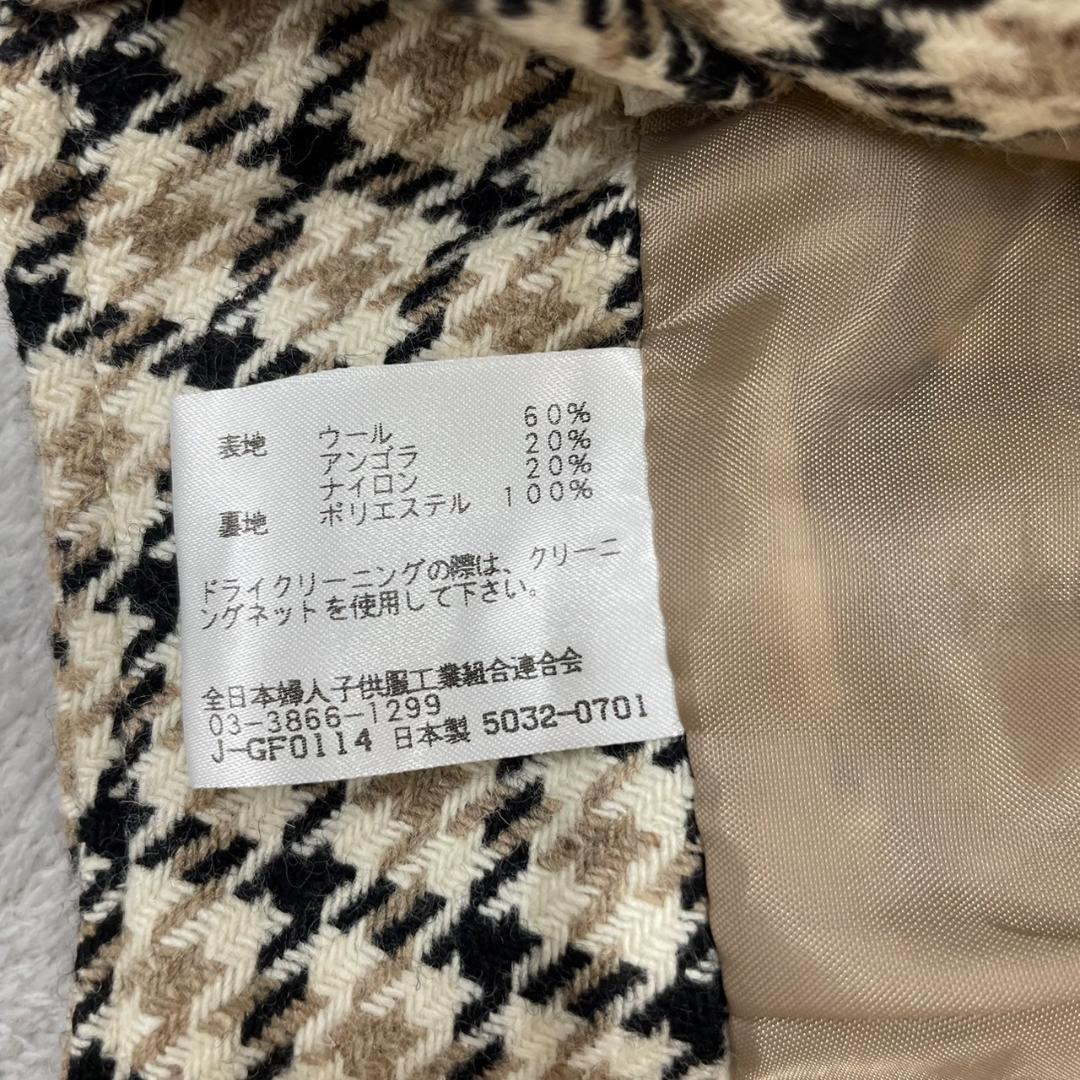 表地 ウール 60%
アンゴラ 20%
ナイロン 20%
裏地 ポリエステル 100%
ドライクリーニングの際は、クリーニ
ングネットを使用して下さい。
全日本婦人子供服工業組合連合会
03-3866-1299
J-GF0114 日本製 5032-0701